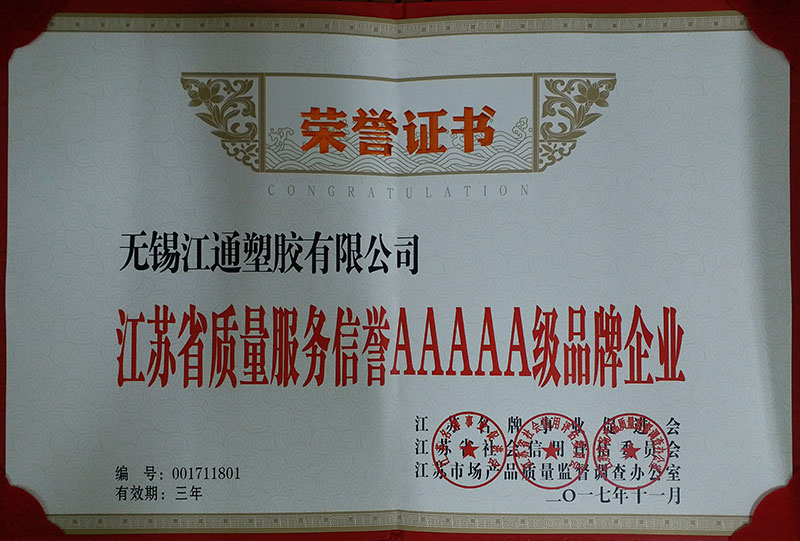 荣誉证书
CONGRATULATION
无锡江通塑胶有限公司
江苏省质量服务信誉AAAAA级品牌企业
江苏名牌事业促进会
江苏省社会信用评估委员会
江苏市场产品质量监督调查办公室
编 号: 001711801
有效期: 三年
二〇一七年十一月